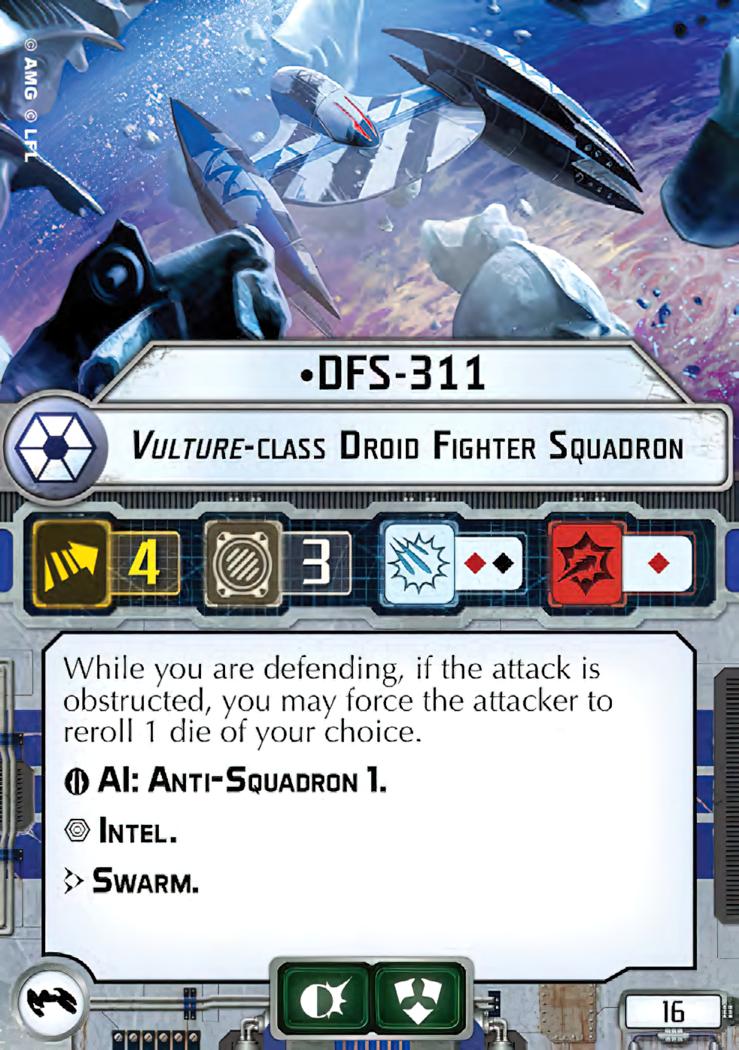 © AMG © LFL
•DFS-311
VULTURE-CLASS DROID FIGHTER SQUADRON
4
3
While you are defending, if the attack is
obstructed, you may force the attacker to
reroll 1 die of your choice.
AI: ANTI-SQUADRON 1.
INTEL.
SWARM.
16